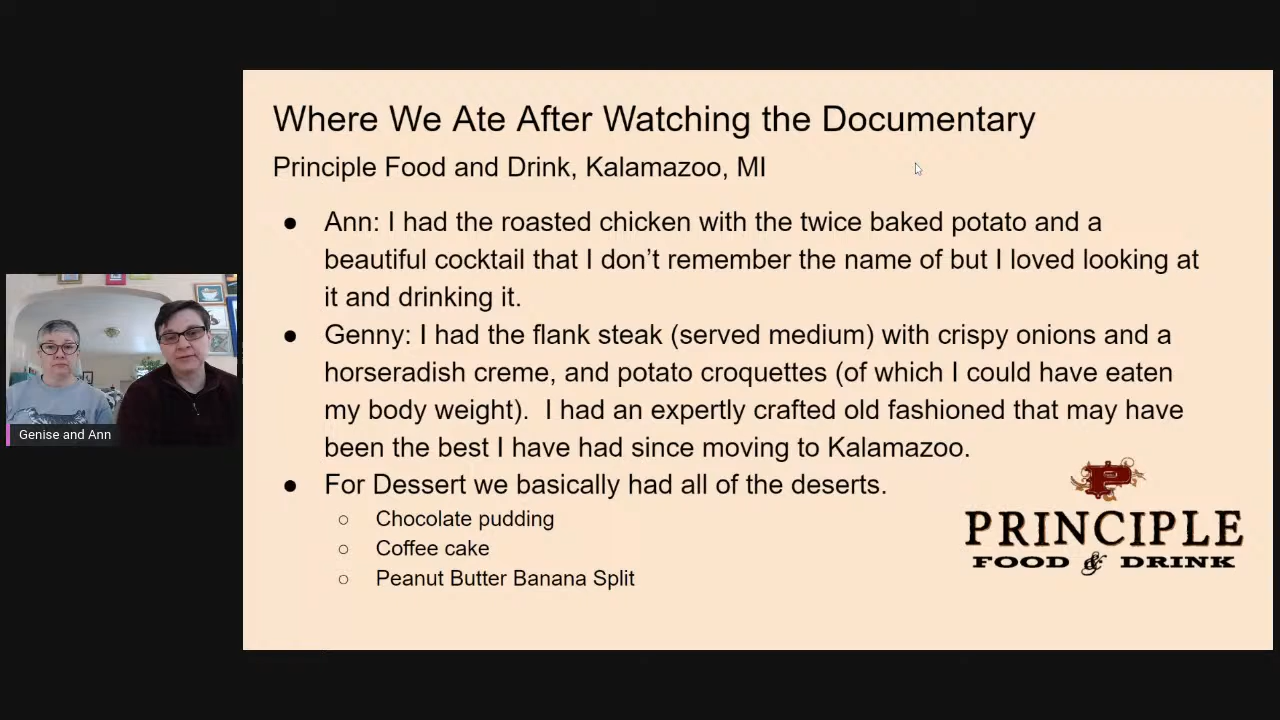 Where We Ate After Watching the Documentary
Principle Food and Drink, Kalamazoo, MI
● Ann: I had the roasted chicken with the twice baked potato and a
beautiful cocktail that I don’t remember the name of but I loved looking at
it and drinking it.
● Genny: I had the flank steak (served medium) with crispy onions and a
horseradish creme, and potato croquettes (of which I could have eaten
my body weight).  I had an expertly crafted old fashioned that may have
been the best I have had since moving to Kalamazoo.
● For Dessert we basically had all of the deserts.
○ Chocolate pudding
○ Coffee cake
○ Peanut Butter Banana Split
P
PRINCIPLE
FOOD & DRINK
Genise and Ann